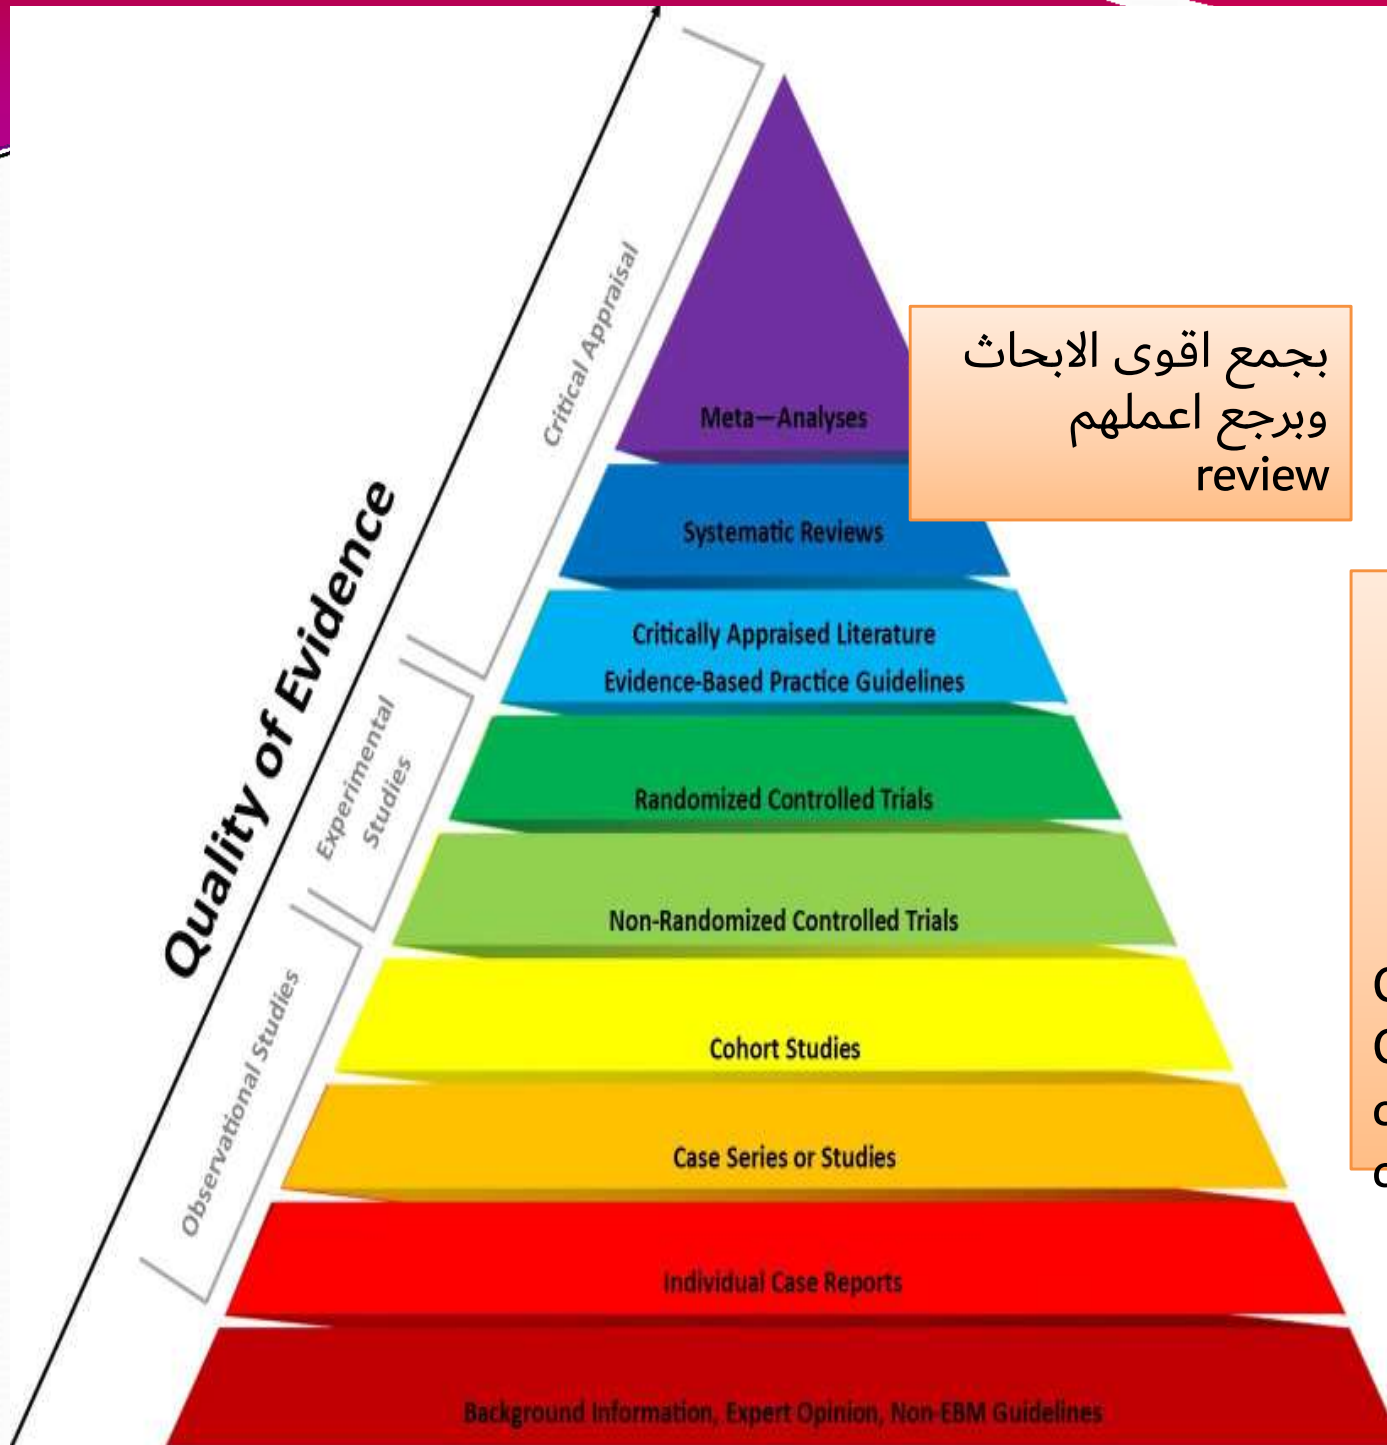 Quality of Evidence
Critical Appraisal
Experimental
Studies
Observational Studies
Meta—Analyses
Systematic Reviews
Critically Appraised Literature
Evidence-Based Practice Guidelines
Randomized Controlled Trials
Non-Randomized Controlled Trials
Cohort Studies
Case Series or Studies
Individual Case Reports
Background Information, Expert Opinion, Non-EBM Guidelines
بجمع اقوى الابحاث
وبرجع اعملهم
review